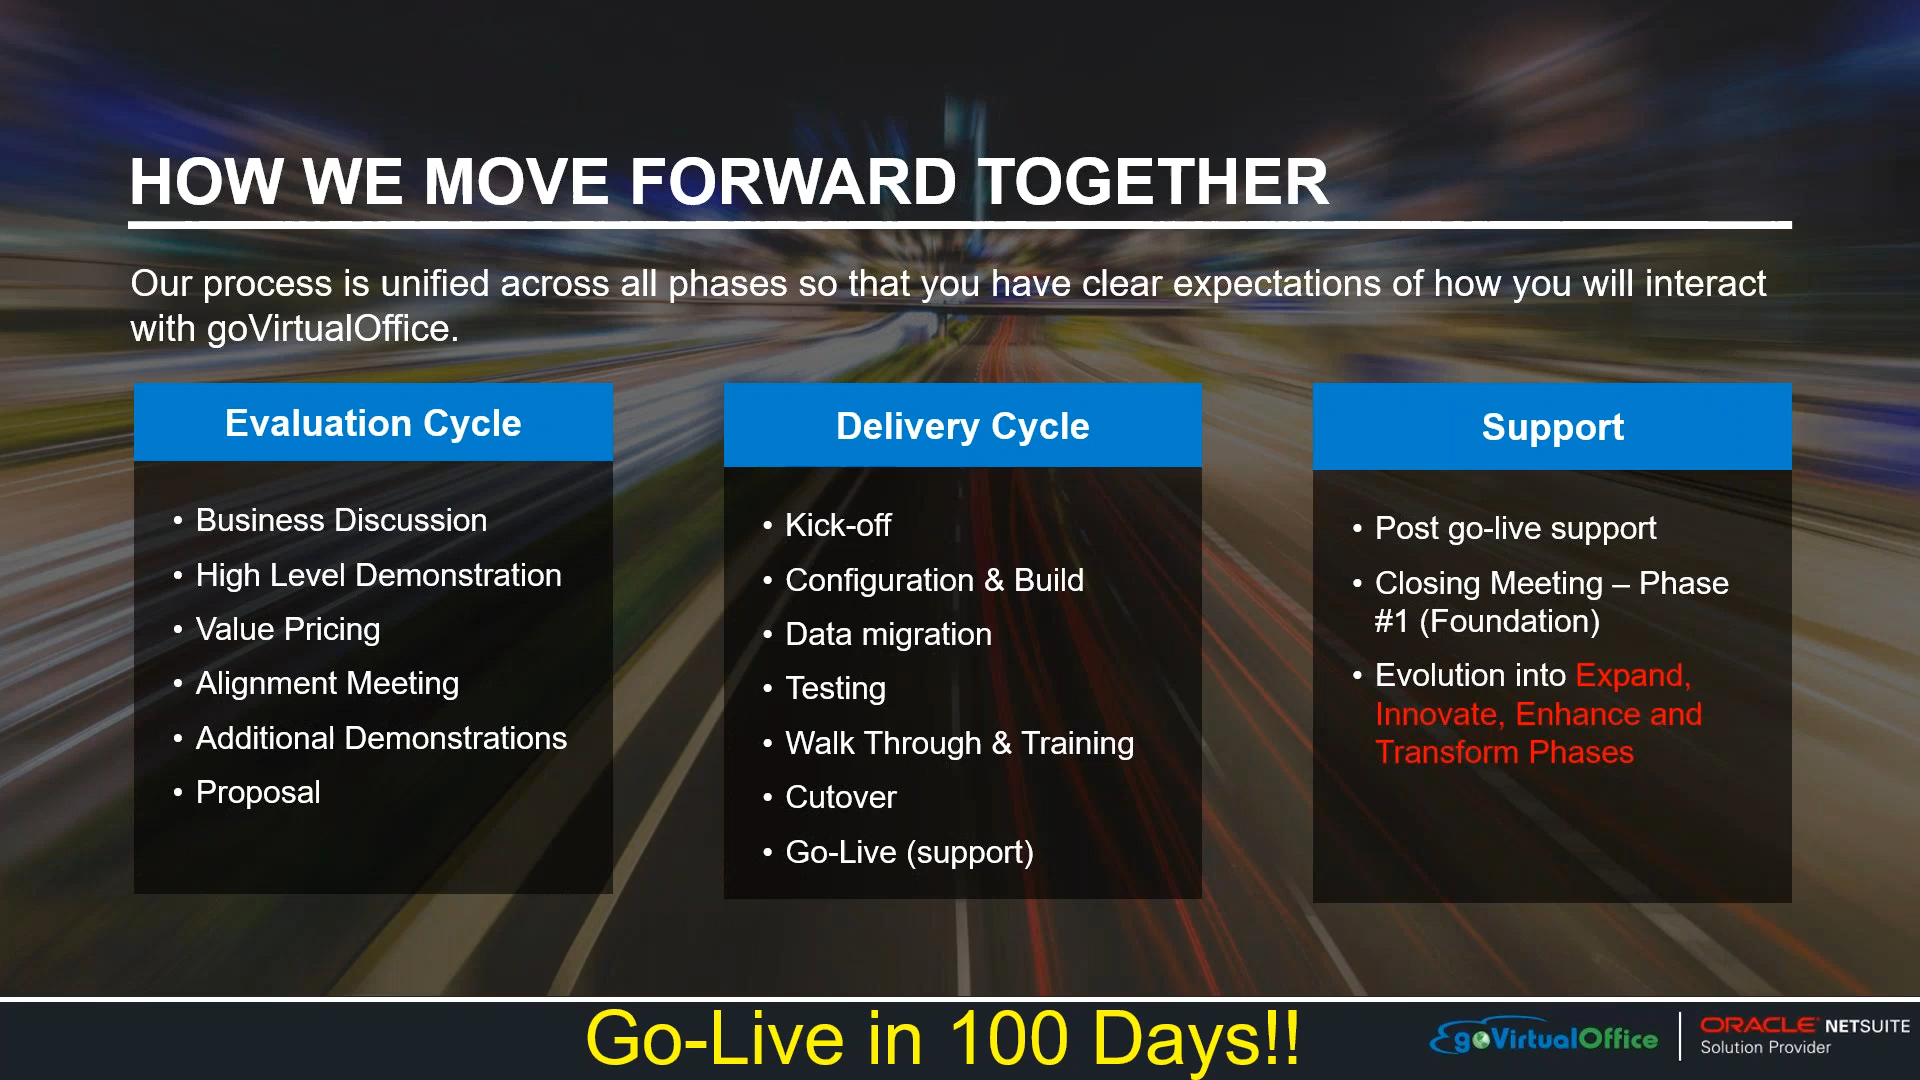 HOW WE MOVE FORWARD TOGETHER
Our process is unified across all phases so that you have clear expectations of how you will interact
with goVirtualOffice.
Evaluation Cycle
• Business Discussion
• High Level Demonstration
• Value Pricing
• Alignment Meeting
• Additional Demonstrations
• Proposal
Delivery Cycle
• Kick-off
• Configuration & Build
• Data migration
• Testing
• Walk Through & Training
• Cutover
• Go-Live (support)
Support
• Post go-live support
• Closing Meeting – Phase
#1 (Foundation)
• Evolution into Expand,
Innovate, Enhance and
Transform Phases
Go-Live in 100 Days!!
goVirtualOffice
ORACLE NETSUITE
Solution Provider